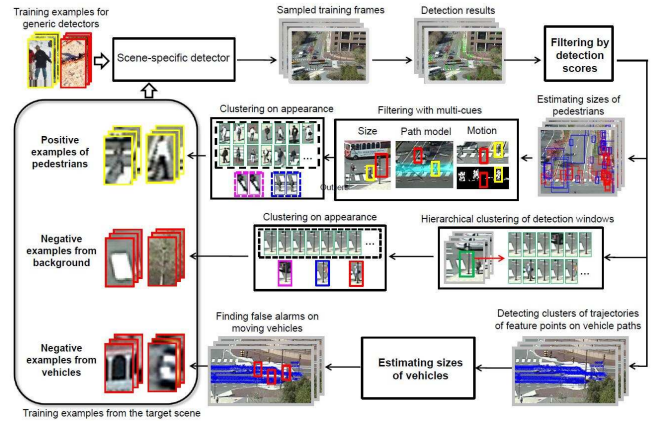 Training examples for
generic detectors
Scene-specific detector
Sampled training frames
Detection results
Filtering by
detection
scores
Clustering on appearance
Filtering with multi-cues
Estimating sizes of
pedestrians
Size
Path model
Motion
...
Positive
examples of
pedestrians
Clustering on appearance
Hierarchical clustering of detection windows
...
...
...
Negative
examples from
background
Finding false alarms on
moving vehicles
Detecting clusters of trajectories
of feature points on vehicle paths
Negative
examples from
vehicles
Estimating sizes
of vehicles
Training examples from the target scene